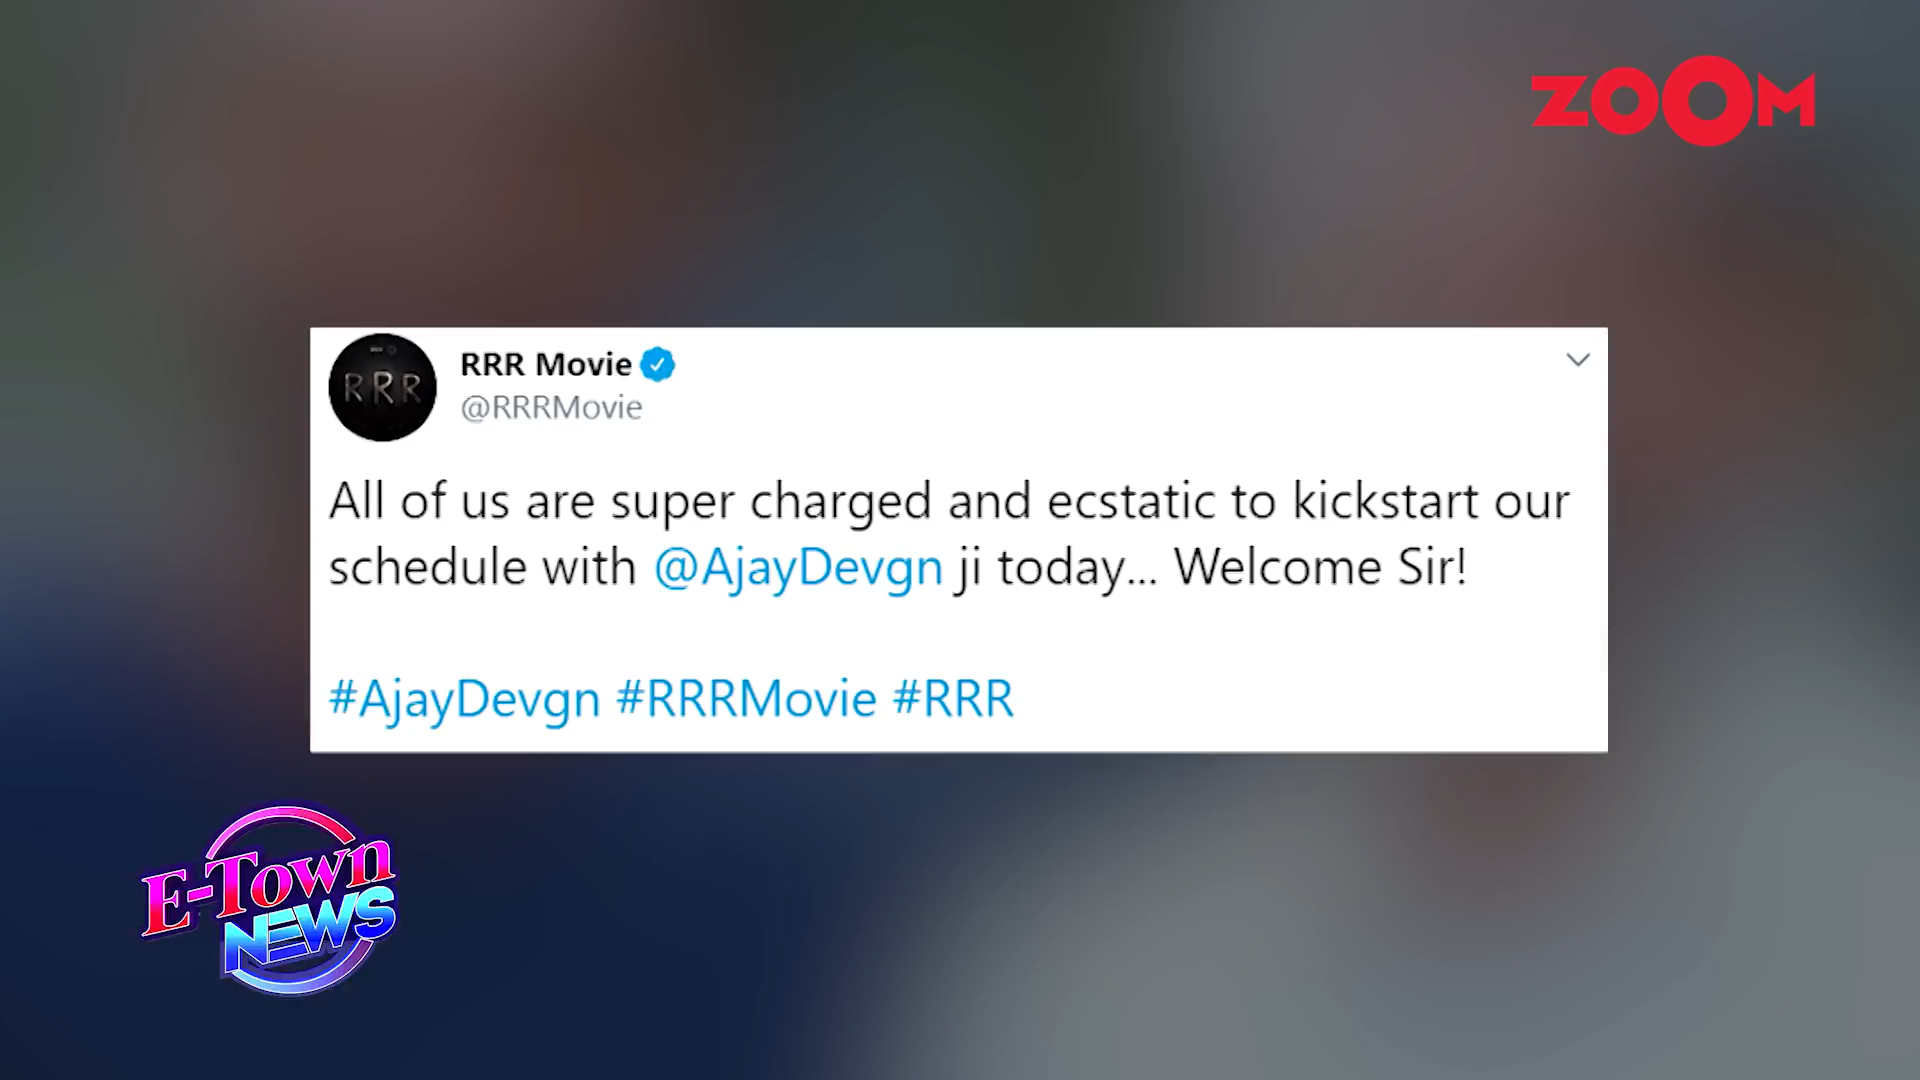 ZOOM
RRR
RRR Movie
@RRRMovie
All of us are super charged and ecstatic to kickstart our
schedule with @AjayDevgn ji today... Welcome Sir!
#AjayDevgn #RRRMovie #RRR
E-Town
NEWS